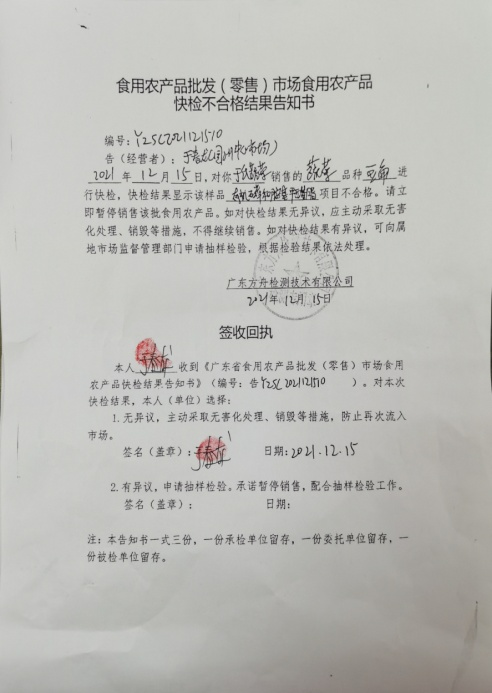 食用农产品批发(零售)市场食用农产品
快检不合格结果告知书
编号:YZSC2021121510
告(经营者):
2021 年 12 月 15 日,对你 销售的 品种 进
行快检,快检结果显示该样品 项目不合格。请立
即暂停销售该批食用农产品。如对快检结果无异议,应主动采取无害
化处理、销毁等措施,不得继续销售。如对快检结果有异议,可向属
地市场监督管理部门申请抽样检验,根据检验结果依法处理。
广东方舟检测技术有限公司
2021年12月15日
签收回执
本人 收到《广东省食用农产品批发(零售)市场食用
农产品快检结果告知书》(编号:告YZSC2021121510 )。对本次
快检结果,本人(单位)选择:
1.无异议,主动采取无害化处理、销毁等措施,防止再次流入
市场。
签名(盖章): 日期:2021.12.15
2.有异议,申请抽样检验。承诺暂停销售,配合抽样检验工作。
签名(盖章): 日期:
注:本告知书一式三份,一份承检单位留存,一份委托单位留存,一
份被检单位留存。